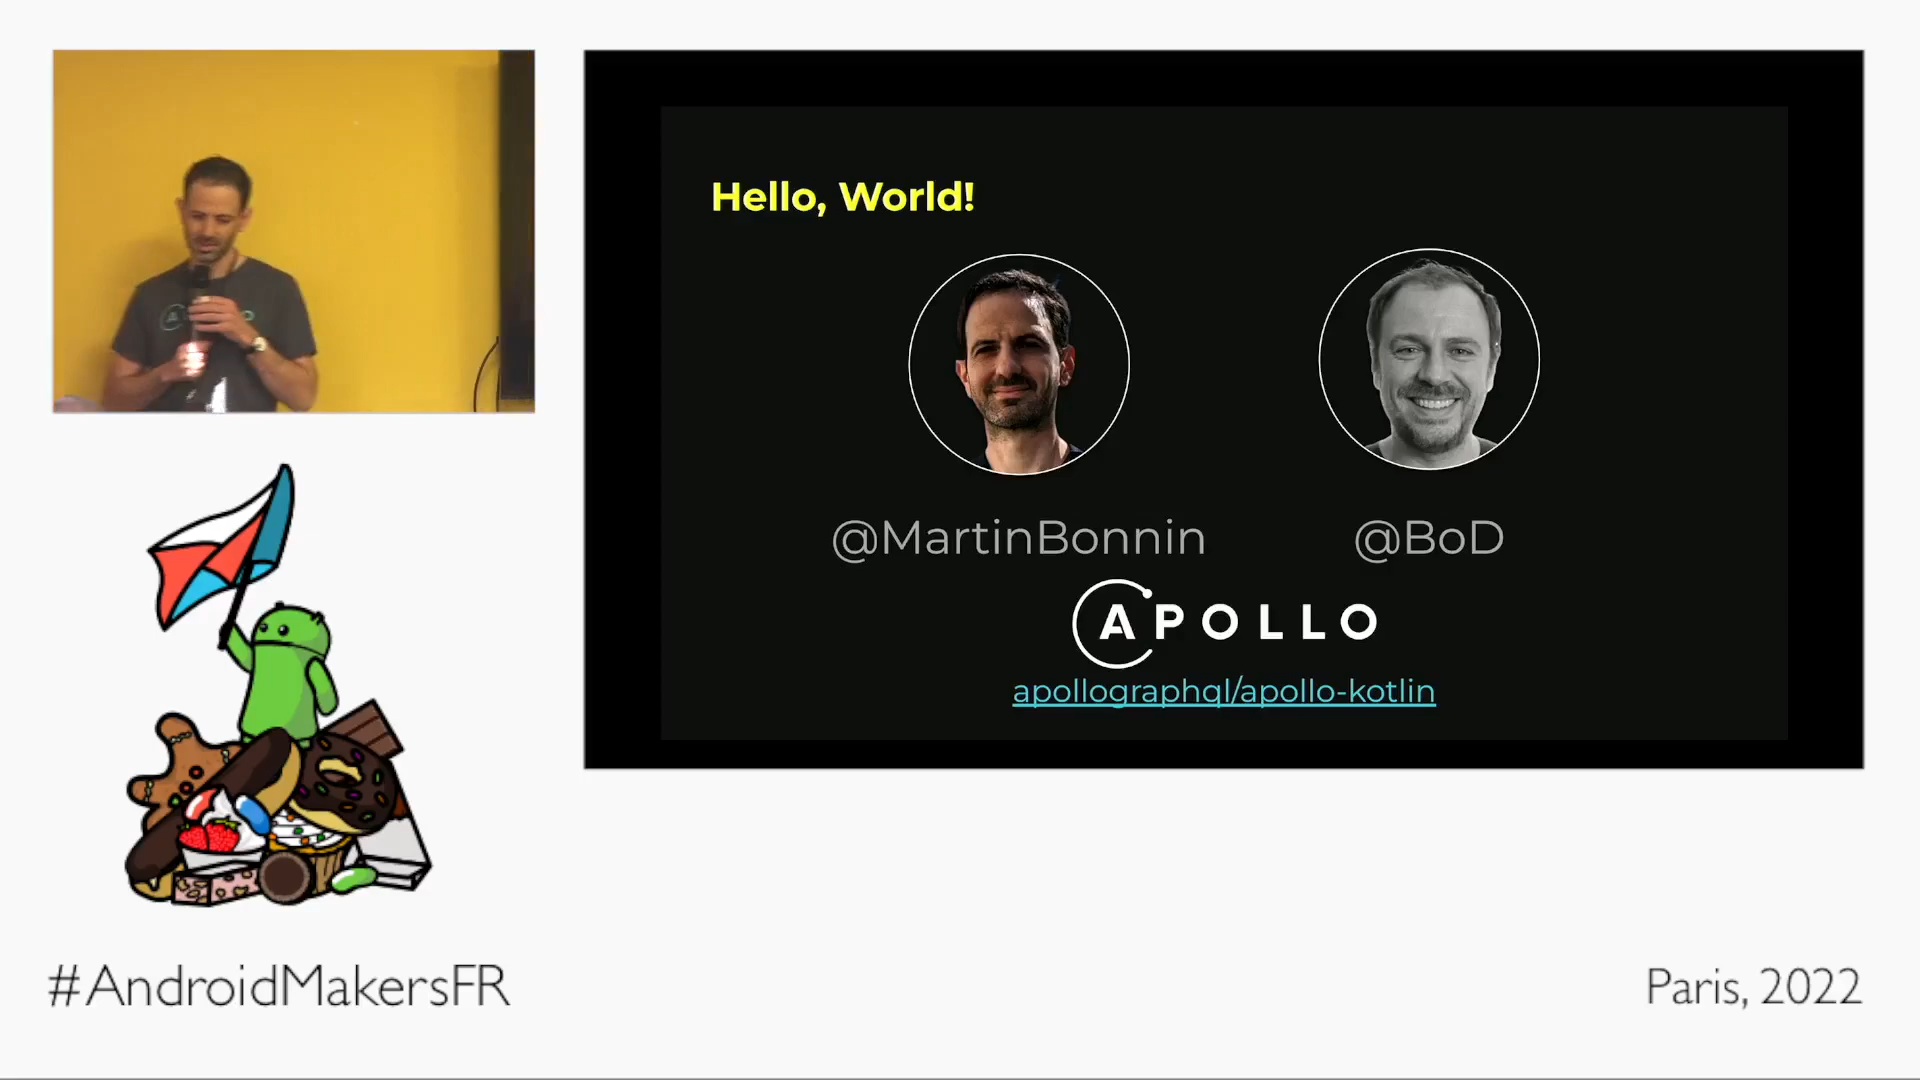 Hello, World!
@MartinBonnin
@BoD
APOLLO
apollographql/apollo-kotlin
#AndroidMakersFR
Paris, 2022